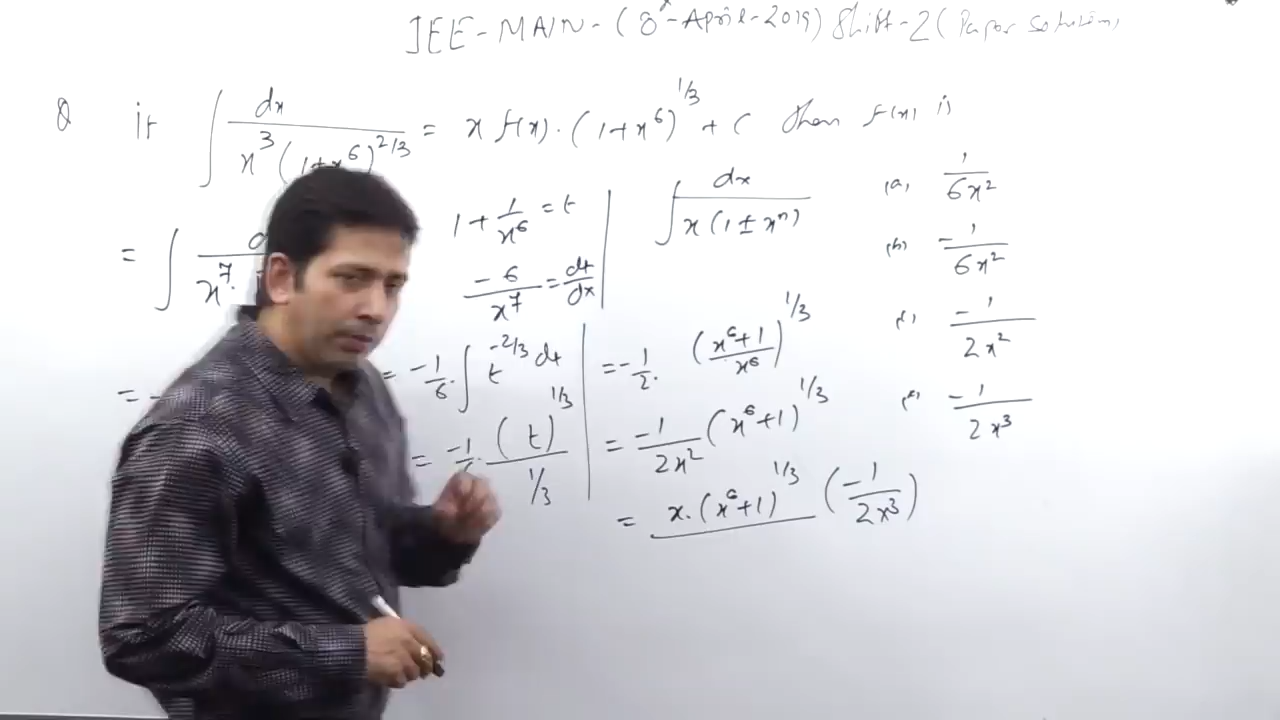 JEE-MAIN-(8-April-2019) Shift-2 (Paper solution)
Q If ∫ dx / x³(1+x⁶)^(2/3) = x f(x)·(1+x⁶)^(1/3) + C then f(x) is
(a) 1/6x²
(b) -1/6x²
-1/2x²
-1/2x³
= ∫ x⁷·
1 + 1/x⁶ = t
-6/x⁷ = dt/dx
∫ dx / x(1±xⁿ)
= -
= -1/6·∫ t^(-2/3) dt
= -1/6·(t)^(1/3) / 1/3
= -1/2· ((x⁶+1)/x⁶)^(1/3)
= -1/2x² (x⁶+1)^(1/3)
= x·(x⁶+1)^(1/3) (-1/2x³)